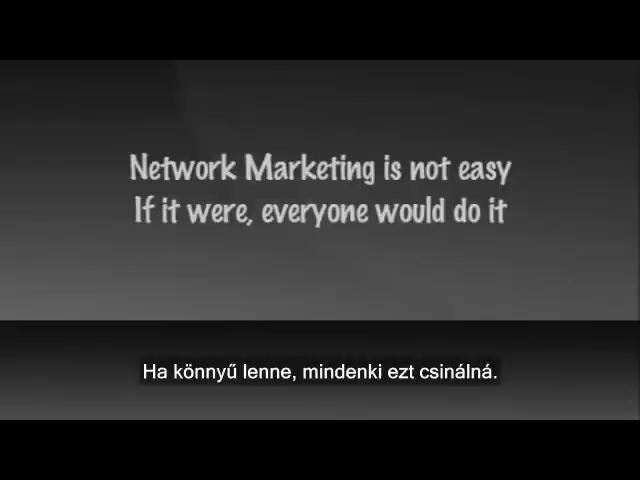 Network Marketing is not easy
If it were, everyone would do it
Ha könnyű lenne, mindenki ezt csinálná.